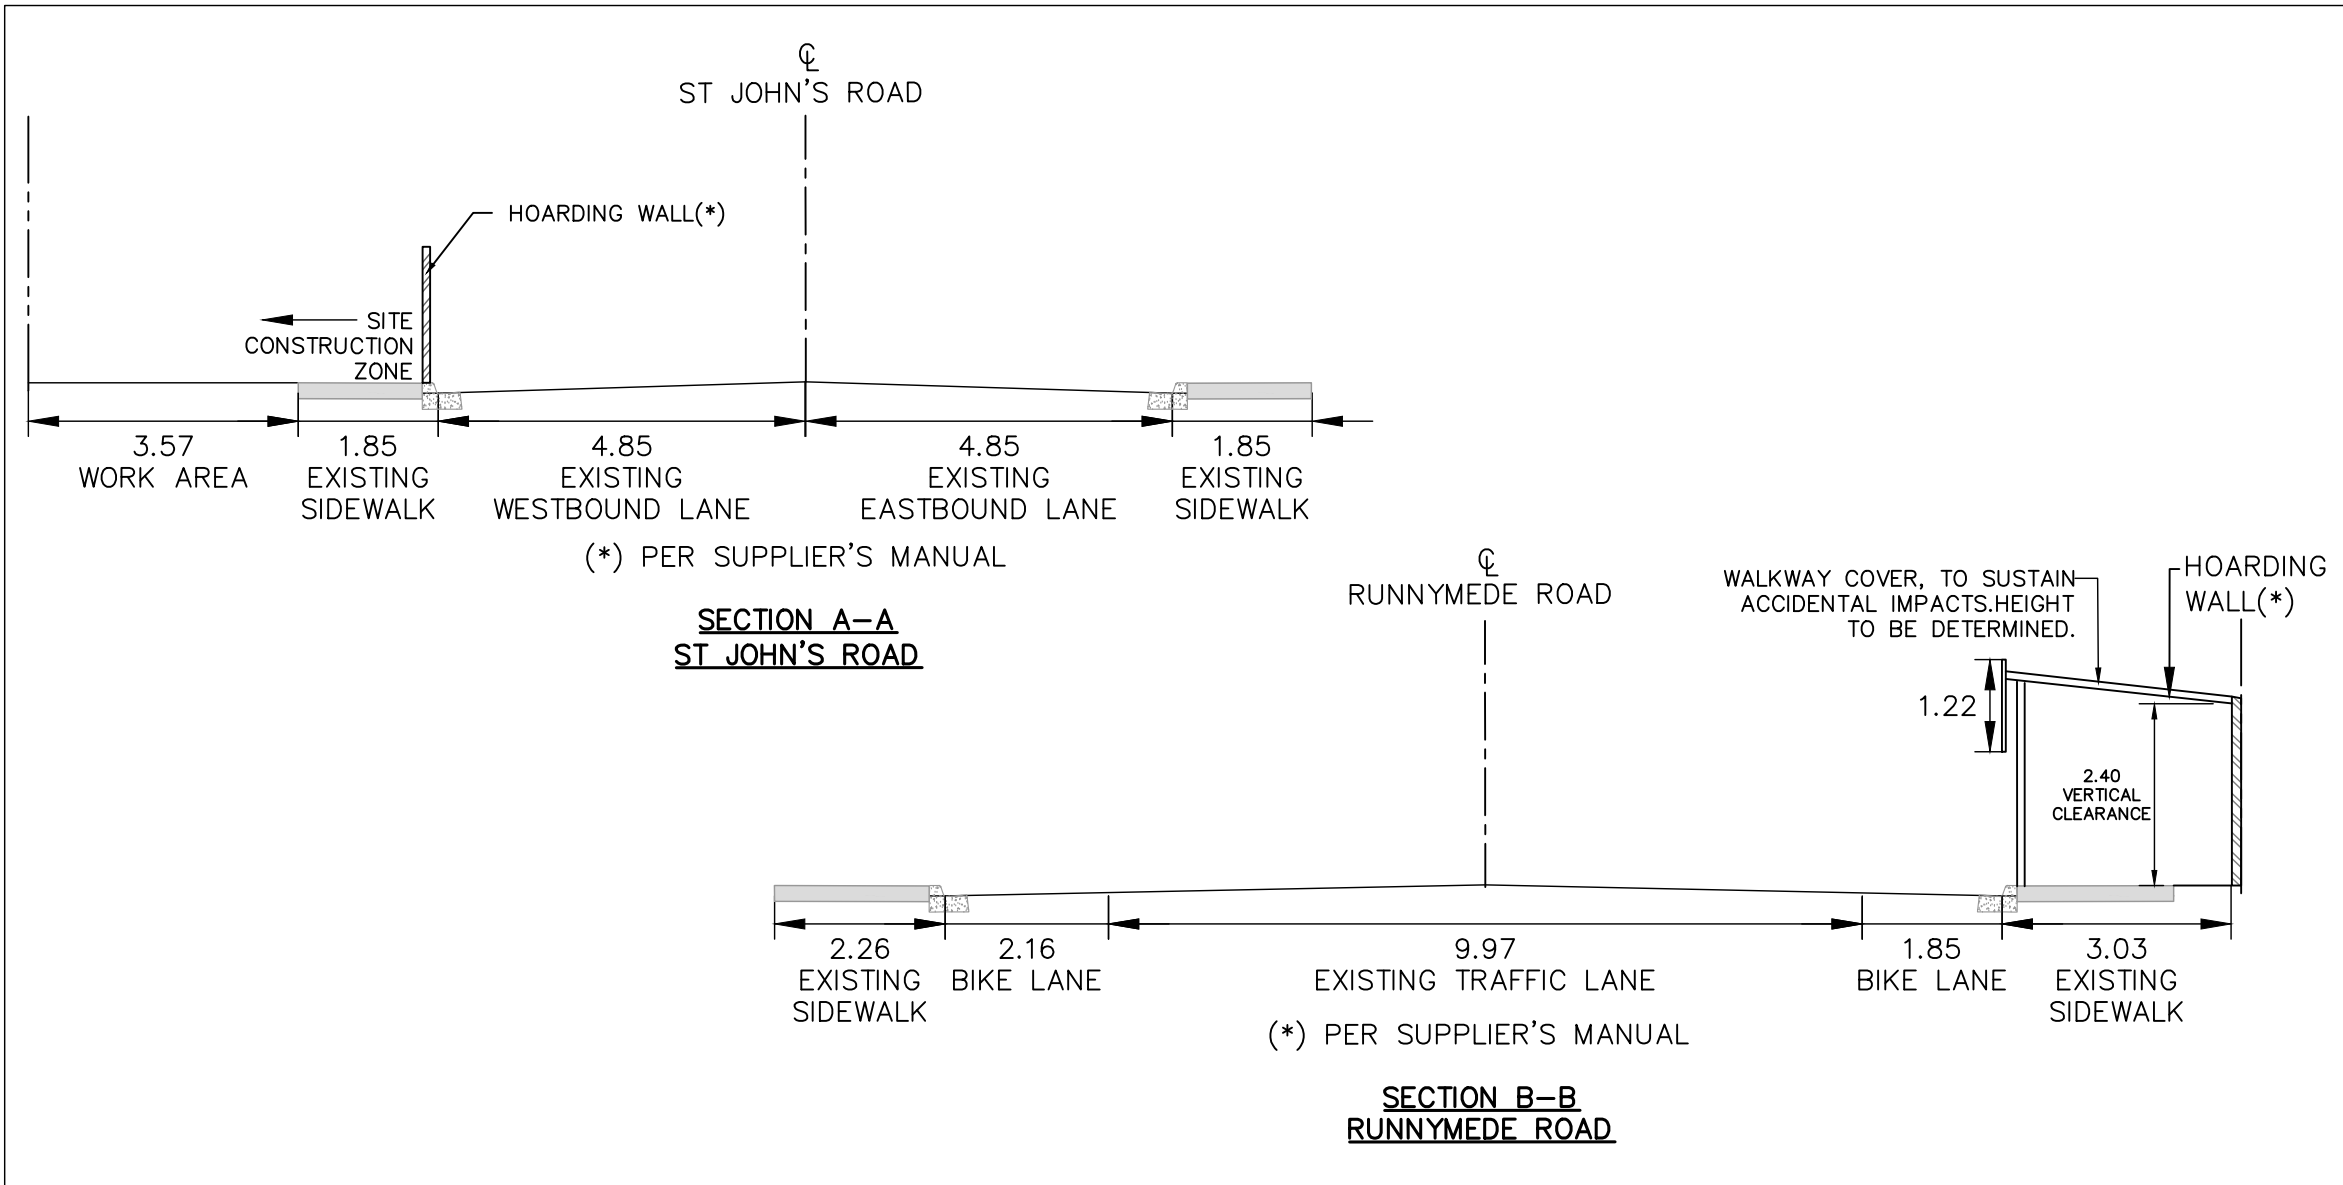 ℄
ST JOHN'S ROAD
HOARDING WALL(*)
SITE
CONSTRUCTION
ZONE
3.57
WORK AREA
1.85
EXISTING
SIDEWALK
4.85
EXISTING
WESTBOUND LANE
4.85
EXISTING
EASTBOUND LANE
1.85
EXISTING
SIDEWALK
(*) PER SUPPLIER'S MANUAL
SECTION A-A
ST JOHN'S ROAD
℄
RUNNYMEDE ROAD
WALKWAY COVER, TO SUSTAIN
ACCIDENTAL IMPACTS.HEIGHT
TO BE DETERMINED.
HOARDING
WALL(*)
1.22
2.40
VERTICAL
CLEARANCE
2.26
EXISTING
SIDEWALK
2.16
BIKE LANE
9.97
EXISTING TRAFFIC LANE
1.85
BIKE LANE
3.03
EXISTING
SIDEWALK
(*) PER SUPPLIER'S MANUAL
SECTION B-B
RUNNYMEDE ROAD